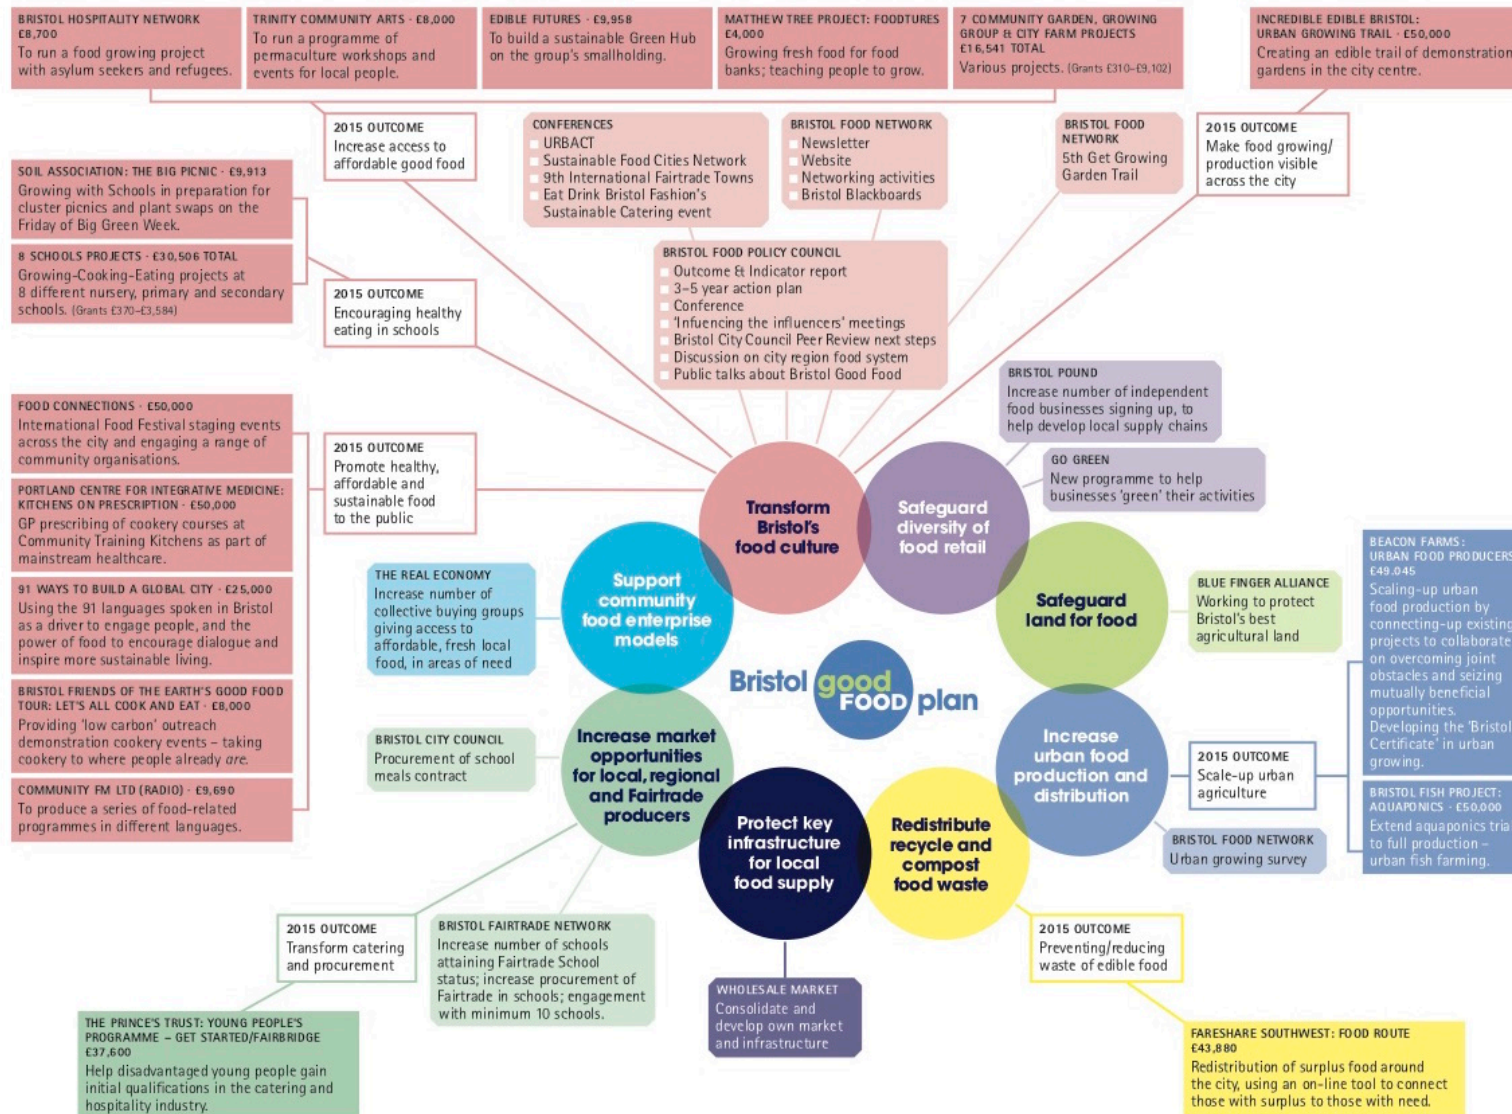 BRISTOL HOSPITALITY NETWORK
£8,700
To run a food growing project
with asylum seekers and refugees.
TRINITY COMMUNITY ARTS · £8,000
To run a programme of
permaculture workshops and
events for local people.
EDIBLE FUTURES · £9,958
To build a sustainable Green Hub
on the group's smallholding.
MATTHEW TREE PROJECT: FOODTURES
£4,000
Growing fresh food for food
banks; teaching people to grow.
7 COMMUNITY GARDEN, GROWING
GROUP & CITY FARM PROJECTS
£16,541 TOTAL
Various projects. (Grants £310–£9,102)
INCREDIBLE EDIBLE BRISTOL:
URBAN GROWING TRAIL · £50,000
Creating an edible trail of demonstration
gardens in the city centre.
2015 OUTCOME
Increase access to
affordable good food
CONFERENCES
URBACT
Sustainable Food Cities Network
9th International Fairtrade Towns
Eat Drink Bristol Fashion's
Sustainable Catering event
BRISTOL FOOD NETWORK
Newsletter
Website
Networking activities
Bristol Blackboards
BRISTOL FOOD
NETWORK
5th Get Growing
Garden Trail
2015 OUTCOME
Make food growing/
production visible
across the city
SOIL ASSOCIATION: THE BIG PICNIC · £9,913
Growing with Schools in preparation for
cluster picnics and plant swaps on the
Friday of Big Green Week.
8 SCHOOLS PROJECTS · £30,506 TOTAL
Growing-Cooking-Eating projects at
8 different nursery, primary and secondary
schools. (Grants £370–£3,584)
2015 OUTCOME
Encouraging healthy
eating in schools
BRISTOL FOOD POLICY COUNCIL
Outcome & Indicator report
3–5 year action plan
Conference
'Infuencing the influencers' meetings
Bristol City Council Peer Review next steps
Discussion on city region food system
Public talks about Bristol Good Food
BRISTOL POUND
Increase number of independent
food businesses signing up, to
help develop local supply chains
GO GREEN
New programme to help
businesses 'green' their activities
FOOD CONNECTIONS · £50,000
International Food Festival staging events
across the city and engaging a range of
community organisations.
PORTLAND CENTRE FOR INTEGRATIVE MEDICINE:
KITCHENS ON PRESCRIPTION · £50,000
GP prescribing of cookery courses at
Community Training Kitchens as part of
mainstream healthcare.
91 WAYS TO BUILD A GLOBAL CITY · £25,000
Using the 91 languages spoken in Bristol
as a driver to engage people, and the
power of food to encourage dialogue and
inspire more sustainable living.
BRISTOL FRIENDS OF THE EARTH'S GOOD FOOD
TOUR: LET'S ALL COOK AND EAT · £8,000
Providing 'low carbon' outreach
demonstration cookery events – taking
cookery to where people already are.
COMMUNITY FM LTD (RADIO) · £9,690
To produce a series of food-related
programmes in different languages.
2015 OUTCOME
Promote healthy,
affordable and
sustainable food
to the public
Transform
Bristol's
food culture
Safeguard
diversity of
food retail
Support
community
food enterprise
models
Safeguard
land for food
THE REAL ECONOMY
Increase number of
collective buying groups
giving access to
affordable, fresh local
food, in areas of need
BLUE FINGER ALLIANCE
Working to protect
Bristol's best
agricultural land
BEACON FARMS:
URBAN FOOD PRODUCERS
£49.045
Scaling-up urban
food production by
connecting-up existing
projects to collaborate
on overcoming joint
obstacles and seizing
mutually beneficial
opportunities.
Developing the 'Bristol
Certificate' in urban
growing.
BRISTOL FISH PROJECT:
AQUAPONICS · £50,000
Extend aquaponics tria
to full production –
urban fish farming.
Bristol good FOOD plan
BRISTOL CITY COUNCIL
Procurement of school
meals contract
Increase market
opportunities
for local, regional
and Fairtrade
producers
Increase
urban food
production and
distribution
2015 OUTCOME
Scale-up urban
agriculture
BRISTOL FOOD NETWORK
Urban growing survey
Protect key
infrastructure
for local
food supply
Redistribute
recycle and
compost
food waste
2015 OUTCOME
Transform catering
and procurement
BRISTOL FAIRTRADE NETWORK
Increase number of schools
attaining Fairtrade School
status; increase procurement of
Fairtrade in schools; engagement
with minimum 10 schools.
2015 OUTCOME
Preventing/reducing
waste of edible food
WHOLESALE MARKET
Consolidate and
develop own market
and infrastructure
THE PRINCE'S TRUST: YOUNG PEOPLE'S
PROGRAMME – GET STARTED/FAIRBRIDGE
£37,600
Help disadvantaged young people gain
initial qualifications in the catering and
hospitality industry.
FARESHARE SOUTHWEST: FOOD ROUTE
£43,880
Redistribution of surplus food around
the city, using an on-line tool to connect
those with surplus to those with need.